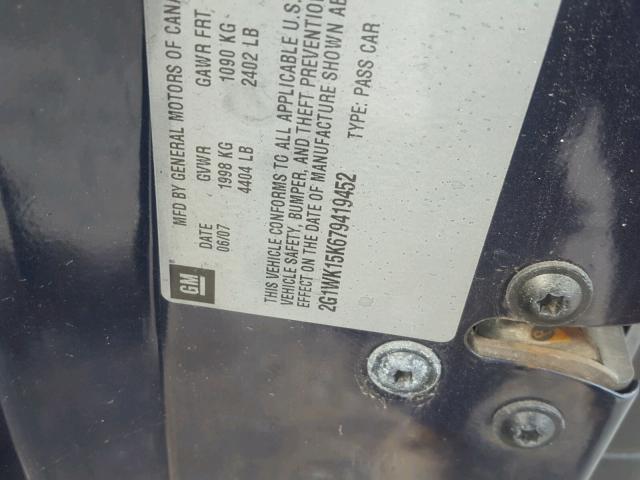 MFD BY GENERAL MOTORS OF CANA
DATE GVWR GAWR FRT
06/07 1998 KG 1090 KG
4404 LB 2402 LB
GM
THIS VEHICLE CONFORMS TO ALL APPLICABLE U.S.
VEHICLE SAFETY, BUMPER, AND THEFT PREVENTION
EFFECT ON THE DATE OF MANUFACTURE SHOWN AB
2G1WK15K679419452 TYPE: PASS CAR